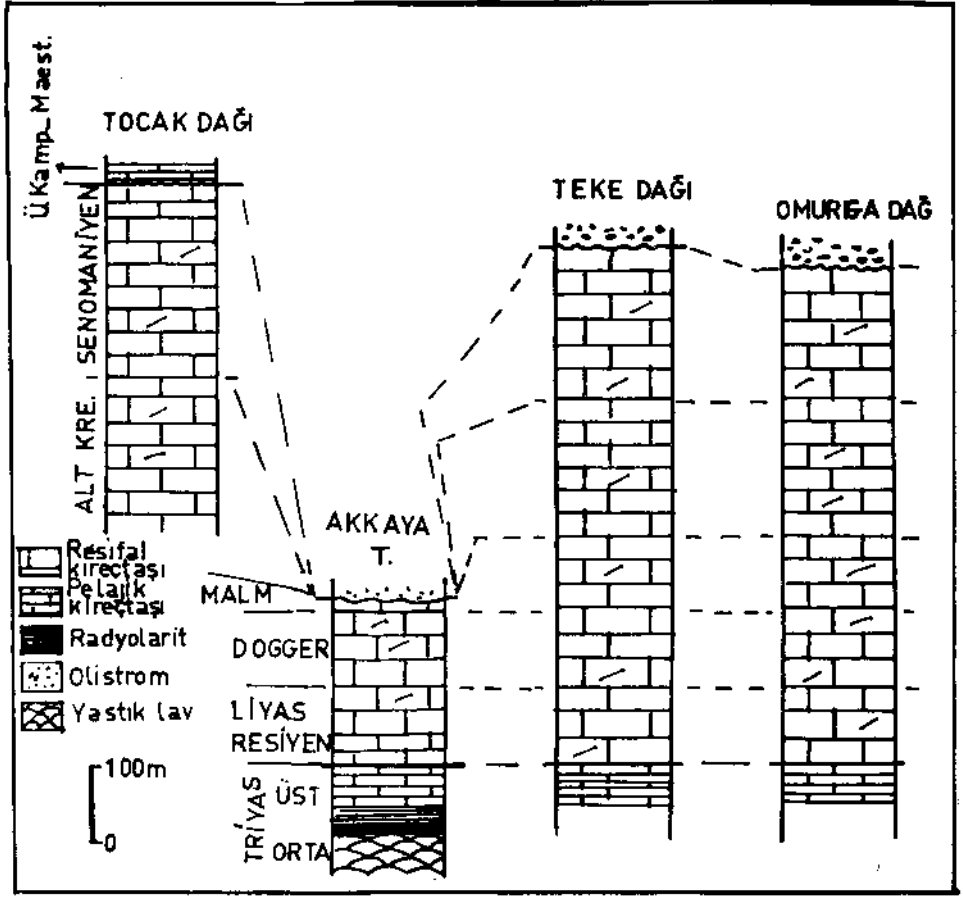 ÜKamp_Maest.
TOCAK DAĞI
TEKE DAĞI
OMURGA DAĞ
ALT KRE. | SENOMANİYEN
AKKAYA
T.
Resifal
kireçtaşı
Pelajik
kireçtaşı
Radyolarit
Olistrom
Yastık lav
100m
0
MALM
DOGGER
LİYAS
RESİYEN
TRİYAS
ÜST
ORTA